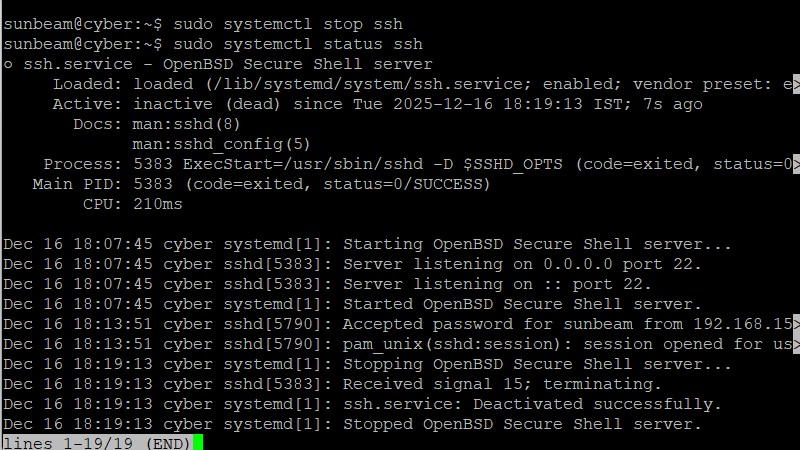 sunbeam@cyber:~$ sudo systemctl stop ssh
sunbeam@cyber:~$ sudo systemctl status ssh
○ ssh.service - OpenBSD Secure Shell server
     Loaded: loaded (/lib/systemd/system/ssh.service; enabled; vendor preset: e>
     Active: inactive (dead) since Tue 2025-12-16 18:19:13 IST; 7s ago
       Docs: man:sshd(8)
             man:sshd_config(5)
    Process: 5383 ExecStart=/usr/sbin/sshd -D $SSHD_OPTS (code=exited, status=0>
   Main PID: 5383 (code=exited, status=0/SUCCESS)
        CPU: 210ms

Dec 16 18:07:45 cyber systemd[1]: Starting OpenBSD Secure Shell server...
Dec 16 18:07:45 cyber sshd[5383]: Server listening on 0.0.0.0 port 22.
Dec 16 18:07:45 cyber sshd[5383]: Server listening on :: port 22.
Dec 16 18:07:45 cyber systemd[1]: Started OpenBSD Secure Shell server.
Dec 16 18:13:51 cyber sshd[5790]: Accepted password for sunbeam from 192.168.15>
Dec 16 18:13:51 cyber sshd[5790]: pam_unix(sshd:session): session opened for us>
Dec 16 18:19:13 cyber systemd[1]: Stopping OpenBSD Secure Shell server...
Dec 16 18:19:13 cyber sshd[5383]: Received signal 15; terminating.
Dec 16 18:19:13 cyber systemd[1]: ssh.service: Deactivated successfully.
Dec 16 18:19:13 cyber systemd[1]: Stopped OpenBSD Secure Shell server.
lines 1-19/19 (END)